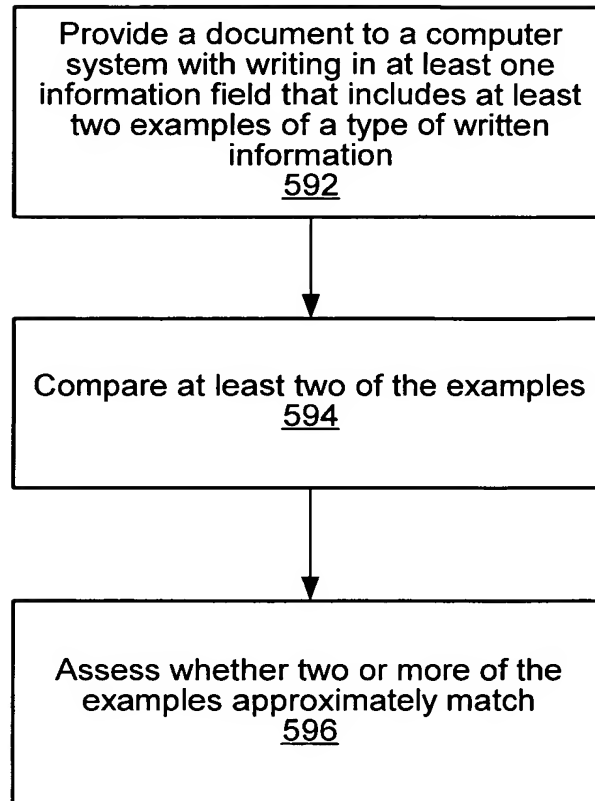 Provide a document to a computer
system with writing in at least one
information field that includes at least
two examples of a type of written
information
592
Compare at least two of the examples
594
Assess whether two or more of the
examples approximately match
596